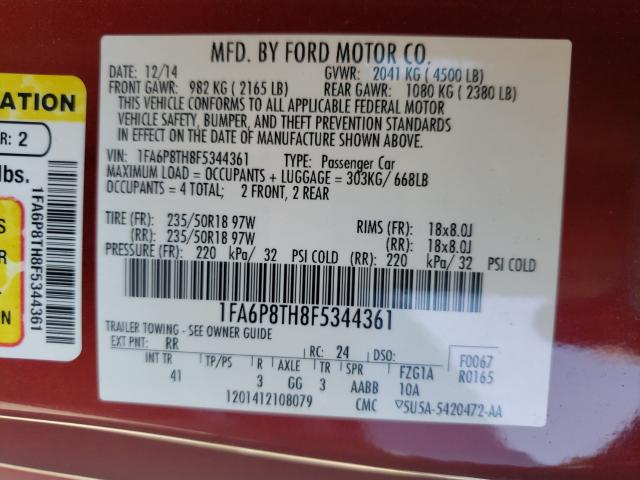 MFD. BY FORD MOTOR CO.
DATE: 12/14 GVWR: 2041 KG ( 4500 LB)
FRONT GAWR: 982 KG ( 2165 LB) REAR GAWR: 1080 KG ( 2380 LB)
THIS VEHICLE CONFORMS TO ALL APPLICABLE FEDERAL MOTOR
VEHICLE SAFETY, BUMPER, AND THEFT PREVENTION STANDARDS
IN EFFECT ON THE DATE OF MANUFACTURE SHOWN ABOVE.
VIN: 1FA6P8TH8F5344361 TYPE: Passenger Car
MAXIMUM LOAD = OCCUPANTS + LUGGAGE = 303KG/ 668LB
OCCUPANTS = 4 TOTAL; 2 FRONT, 2 REAR
TIRE (FR): 235/50R18 97W RIMS (FR): 18x8.0J
(RR): 235/50R18 97W (RR): 18x8.0J
PRESSURE (FR): 220 kPa/ 32 PSI COLD (RR): 220 kPa/ 32 PSI COLD
1FA6P8TH8F5344361
TRAILER TOWING - SEE OWNER GUIDE
EXT PNT: RR RC: 24 DSO: F0067
R0165
INT TR TP/PS R AXLE TR SPR FZG1A
41 3 GG 3 AABB 10A
1201412108079 CMC 5U5A-5420472-AA
ATION
R: 2
lbs.
S
R
ON
1FA6P8TH8F5344361